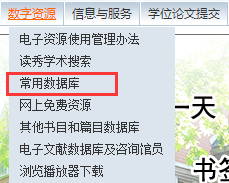 数字资源 信息与服务 学位论文提交
电子资源使用管理办法
读秀学术搜索
常用数据库
网上免费资源
其他书目和篇目数据库
电子文献数据库及咨询馆员
浏览播放器下载
一天
书签